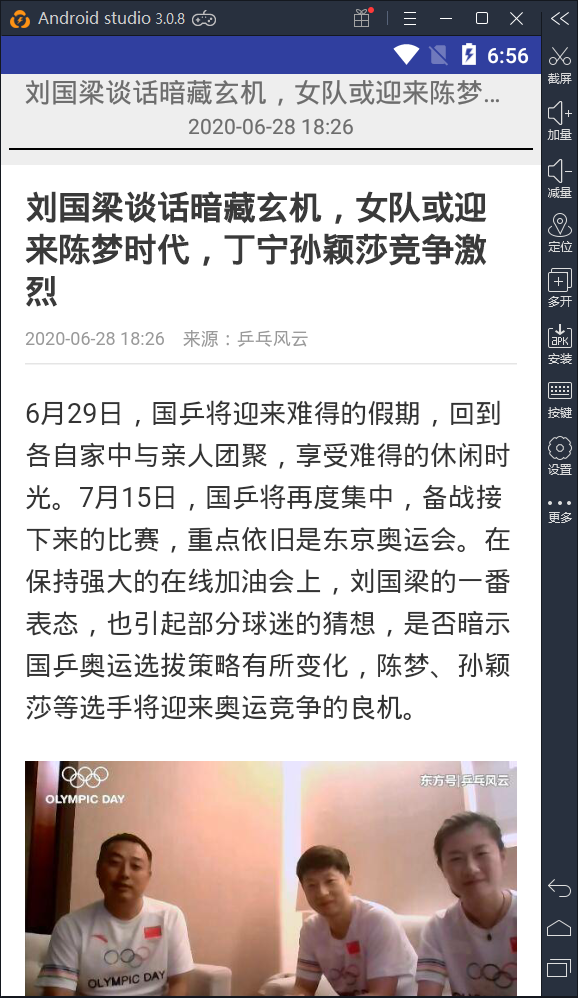 Android studio 3.0.8
6:56
刘国梁谈话暗藏玄机，女队或迎来陈梦...
2020-06-28 18:26
刘国梁谈话暗藏玄机，女队或迎
来陈梦时代，丁宁孙颖莎竞争激
烈
2020-06-28 18:26 来源：乒乓风云
6月29日，国乒将迎来难得的假期，回到
各自家中与亲人团聚，享受难得的休闲时
光。7月15日，国乒将再度集中，备战接
下来的比赛，重点依旧是东京奥运会。在
保持强大的在线加油会上，刘国梁的一番
表态，也引起部分球迷的猜想，是否暗示
国乒奥运选拔策略有所变化，陈梦、孙颖
莎等选手将迎来奥运竞争的良机。
OLYMPIC DAY
东方号|乒乓风云
OLYMPIC DAY
截屏
加量
减量
定位
多开
APK
安装
按键
设置
更多